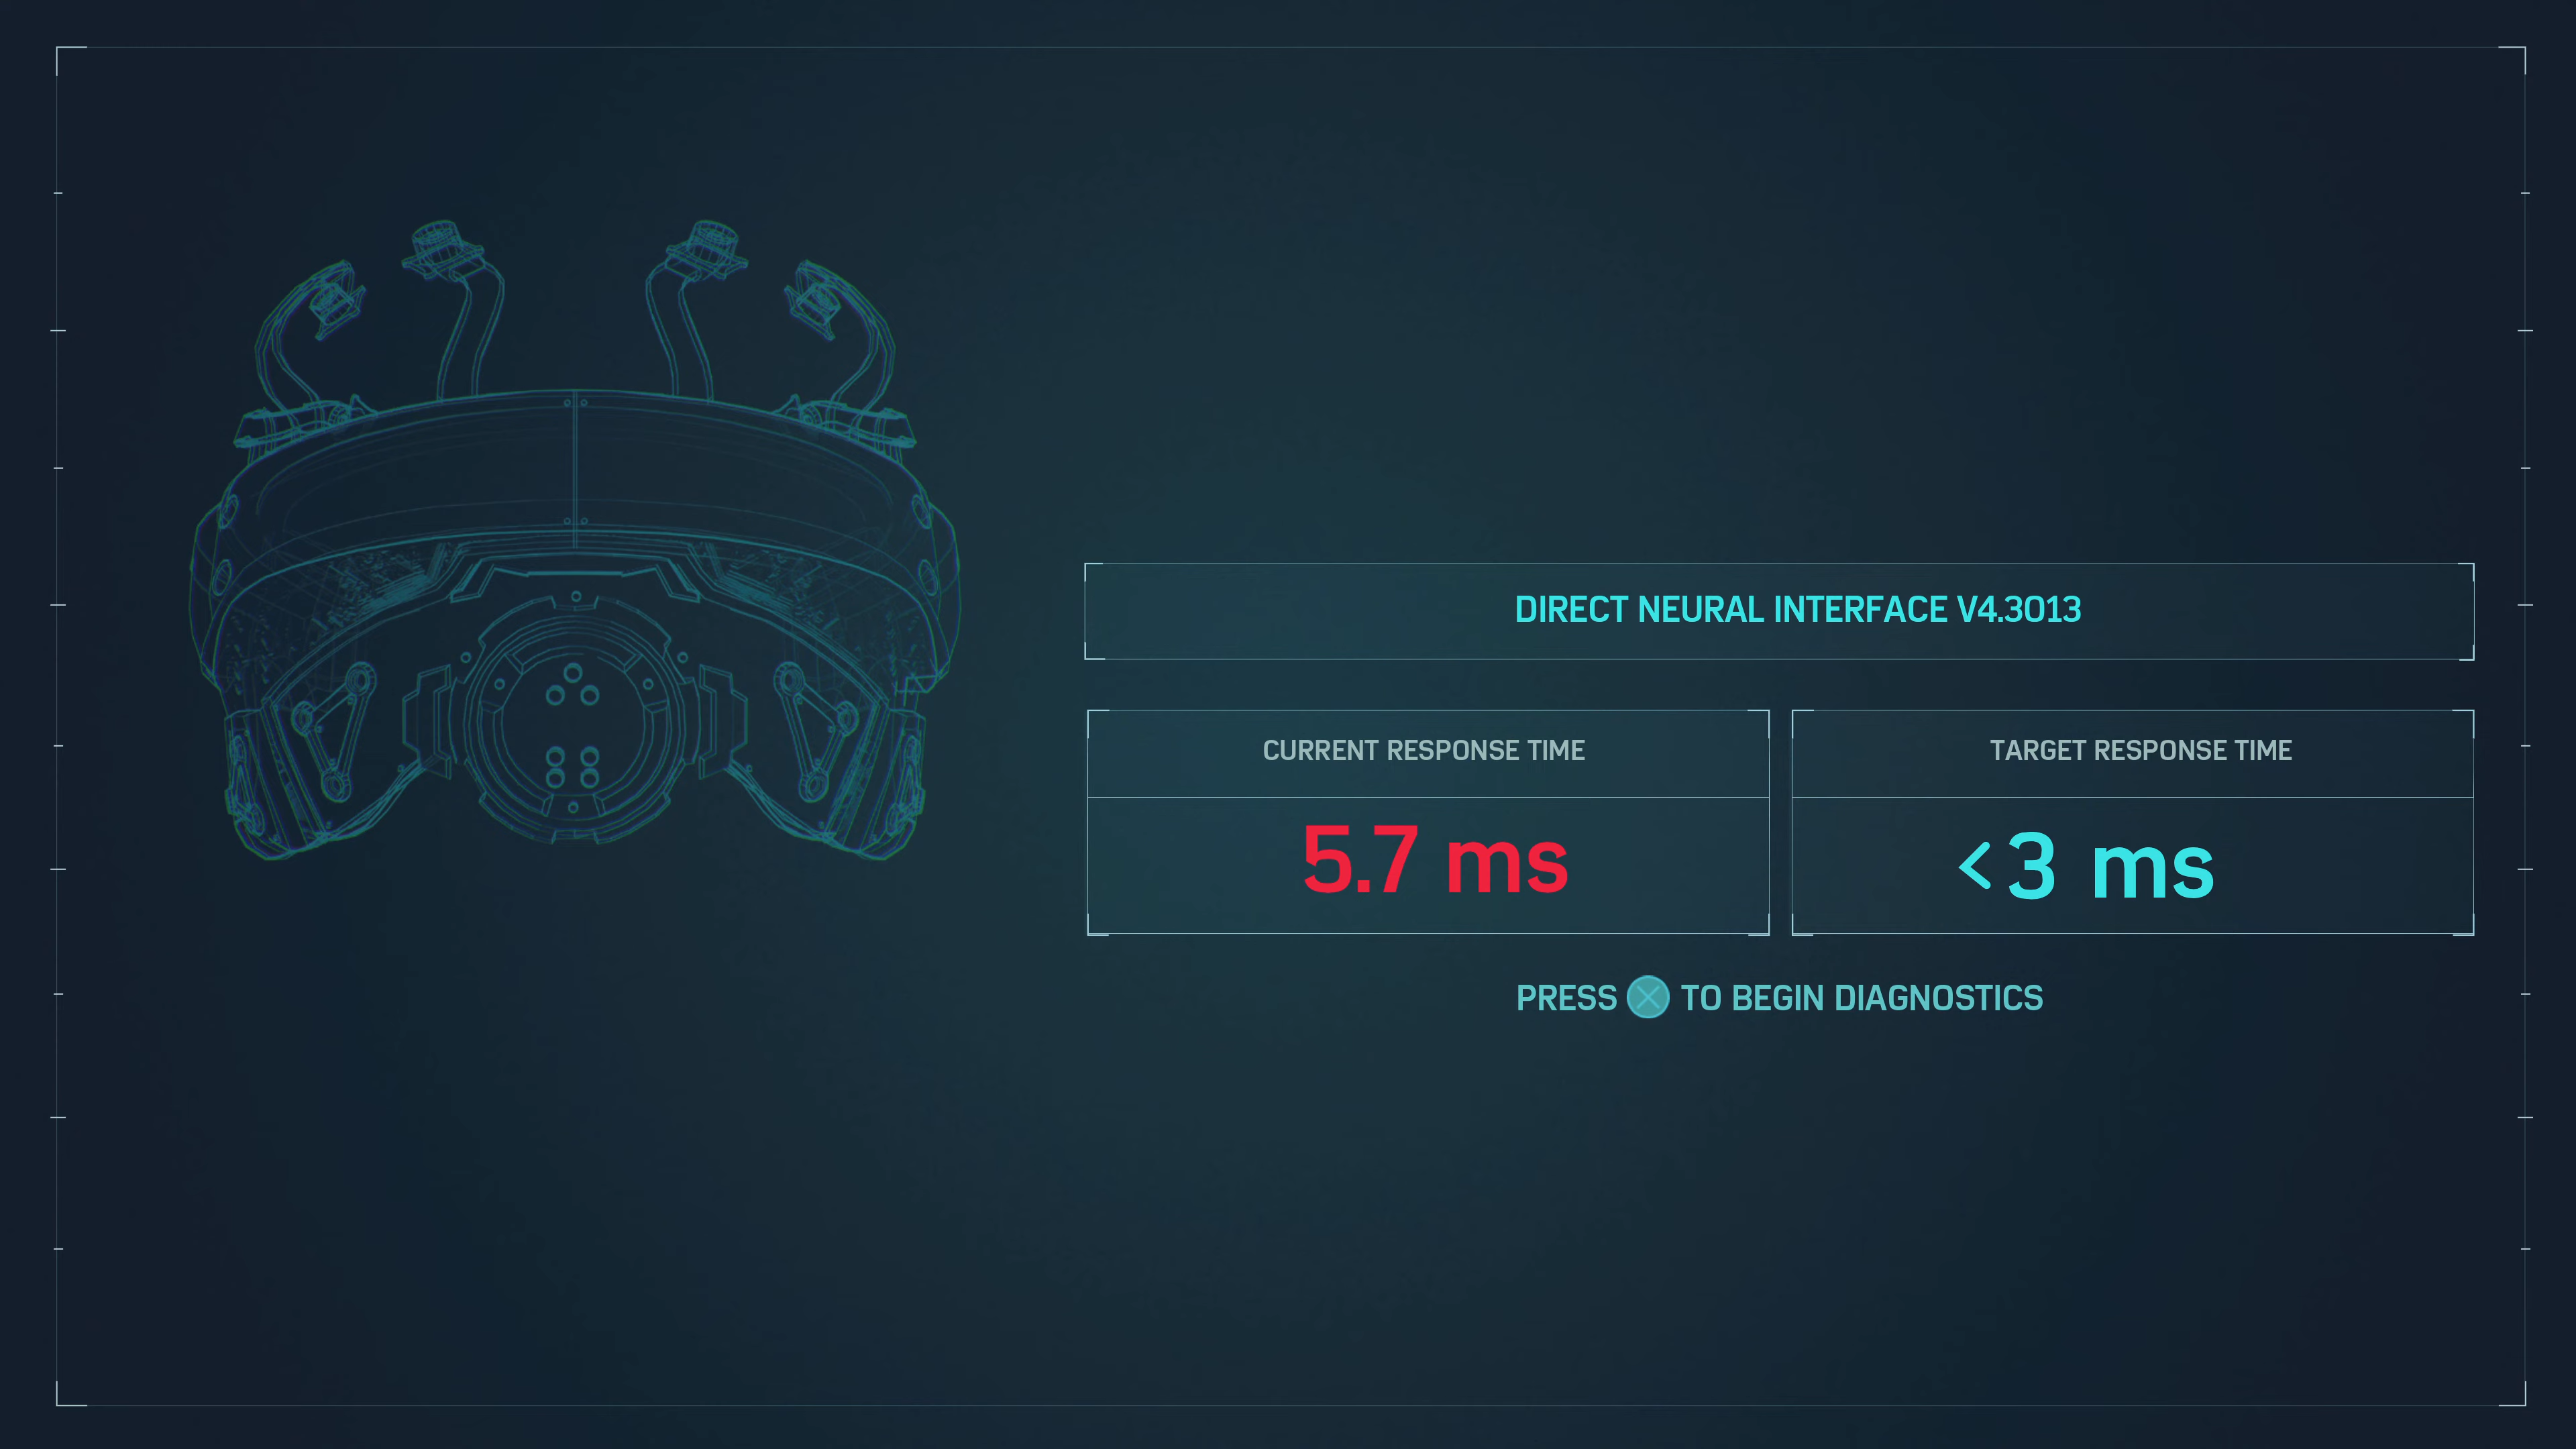 DIRECT NEURAL INTERFACE V4.3013
CURRENT RESPONSE TIME
5.7 ms
TARGET RESPONSE TIME
<3 ms
PRESS TO BEGIN DIAGNOSTICS